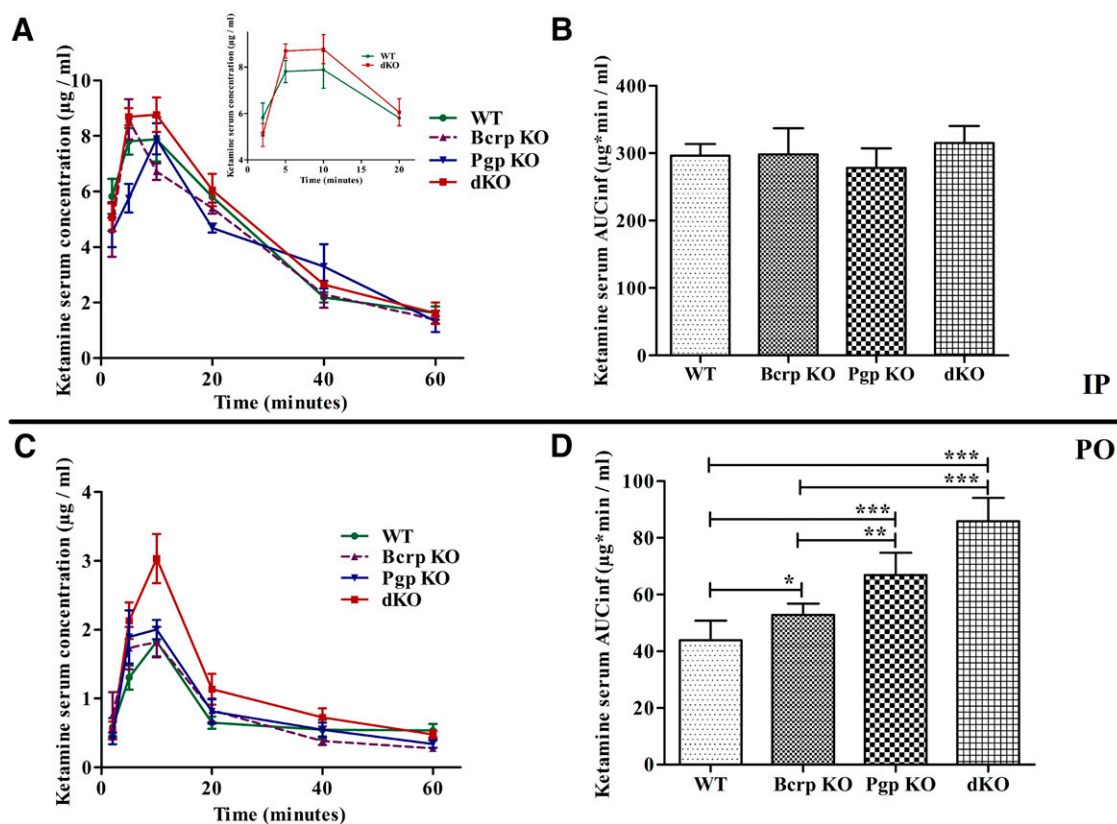 A
Ketamine serum concentration (µg / ml)
10
8
6
4
2
0
0 20 40 60
Time (minutes)
Ketamine serum concentration (µg / ml)
8
6
4
0 5 10 15 20
Time (minutes)
WT
dKO
WT
Bcrp KO
Pgp KO
dKO
B
Ketamine serum AUCinf (µg*min / ml)
400
300
200
100
0
WT Bcrp KO Pgp KO dKO
IP
C
Ketamine serum concentration (µg / ml)
4
3
2
1
0
0 20 40 60
Time (minutes)
WT
Bcrp KO
Pgp KO
dKO
D
PO
Ketamine serum AUCinf (µg*min / ml)
100
80
60
40
20
0
***
***
***
**
*
WT Bcrp KO Pgp KO dKO